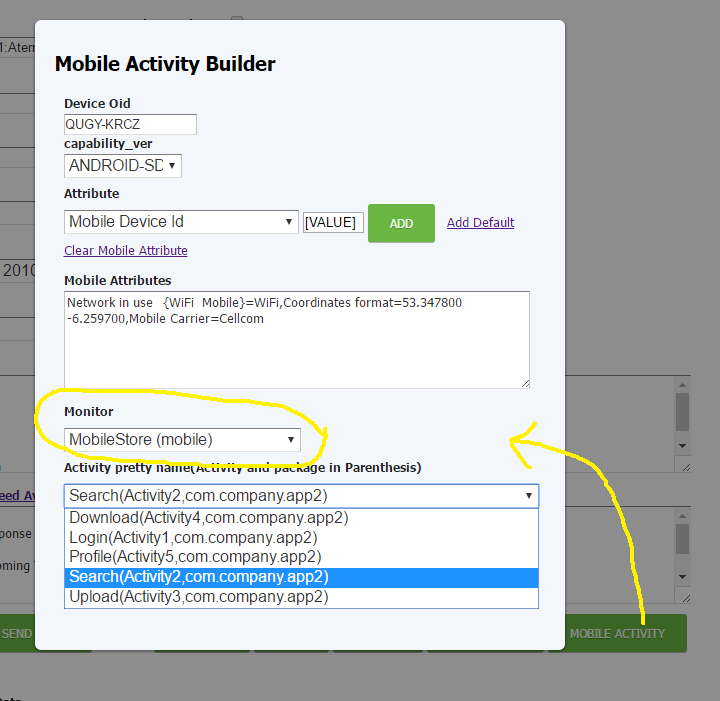 1:Atern
Mobile Activity Builder
Device Oid
QUGY-KRCZ
capability_ver
ANDROID-SD
Attribute
Mobile Device Id [VALUE] ADD Add Default
Clear Mobile Attribute
2010
Mobile Attributes
Network in use {WiFi Mobile}=WiFi,Coordinates format=53.347800
-6.259700,Mobile Carrier=Cellcom
Monitor
MobileStore (mobile)
Activity pretty name(Activity and package in Parenthesis)
eed Av
Search(Activity2,com.company.app2)
Download(Activity4,com.company.app2)
ponse Login(Activity1,com.company.app2)
Profile(Activity5,com.company.app2)
oming Search(Activity2,com.company.app2)
Upload(Activity3,com.company.app2)
SEND MOBILE ACTIVITY